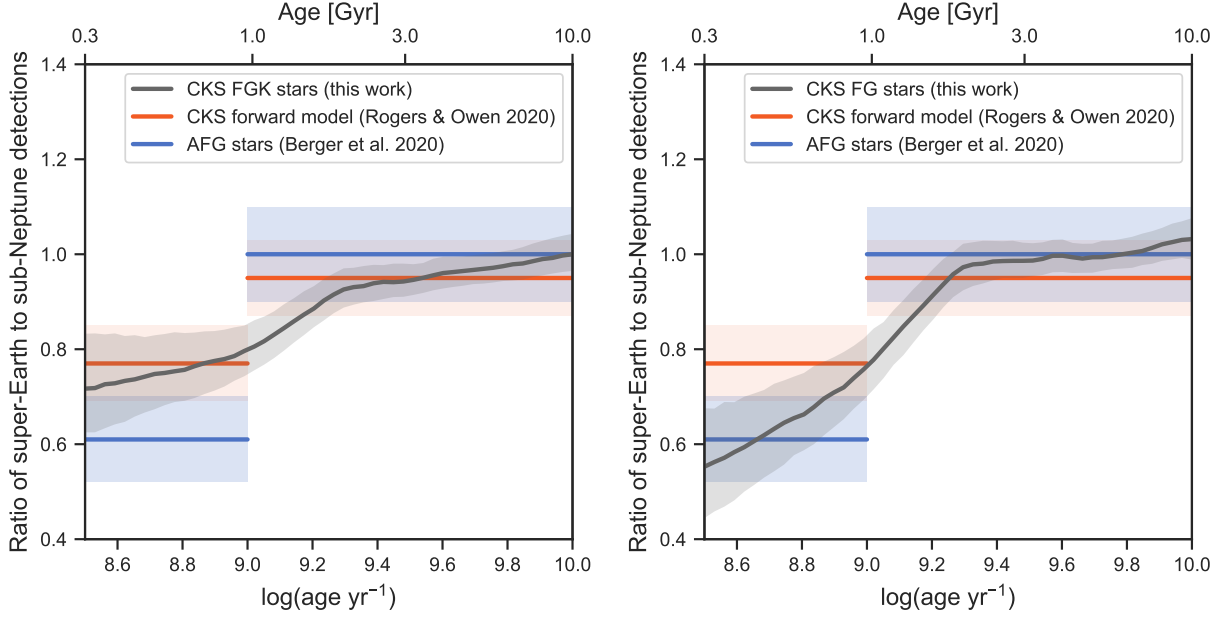 Age [Gyr]
0.3 1.0 3.0 10.0
Ratio of super-Earth to sub-Neptune detections
1.4
1.2
1.0
0.8
0.6
0.4
CKS FGK stars (this work)
CKS forward model (Rogers & Owen 2020)
AFG stars (Berger et al. 2020)
8.6 8.8 9.0 9.2 9.4 9.6 9.8 10.0
log(age yr⁻¹)
Age [Gyr]
0.3 1.0 3.0 10.0
Ratio of super-Earth to sub-Neptune detections
1.4
1.2
1.0
0.8
0.6
0.4
CKS FG stars (this work)
CKS forward model (Rogers & Owen 2020)
AFG stars (Berger et al. 2020)
8.6 8.8 9.0 9.2 9.4 9.6 9.8 10.0
log(age yr⁻¹)